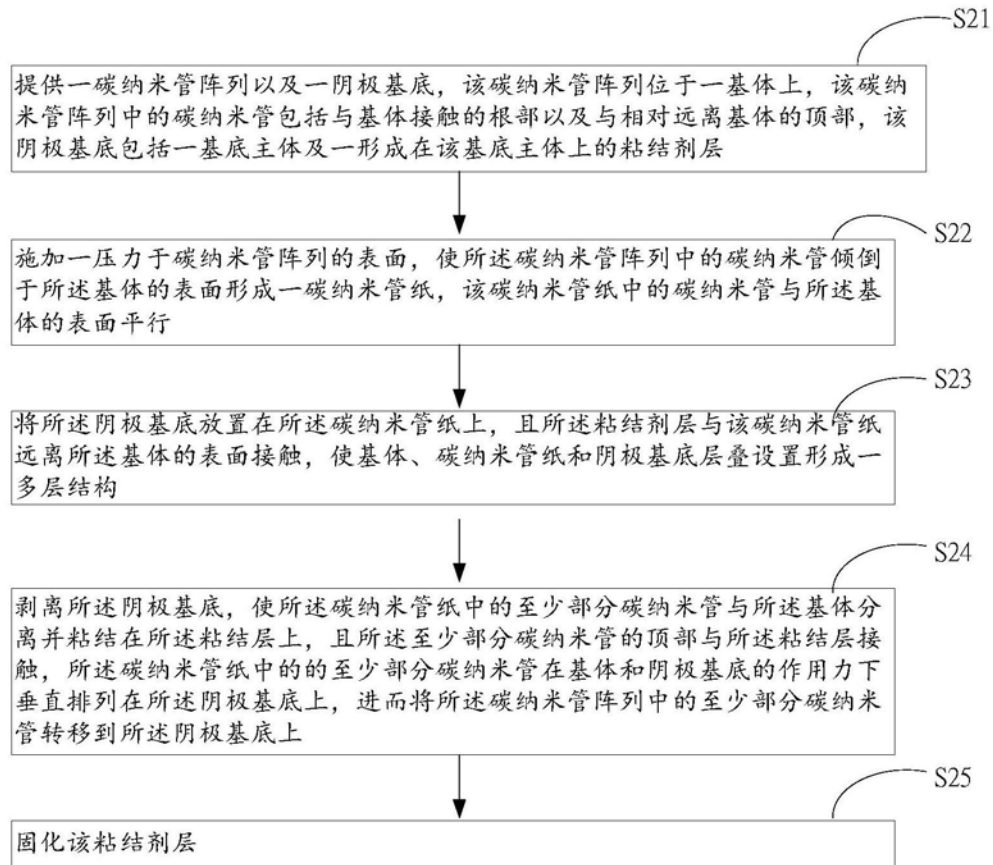 S21
提供一碳纳米管阵列以及一阴极基底，该碳纳米管阵列位于一基体上，该碳纳
米管阵列中的碳纳米管包括与基体接触的根部以及与相对远离基体的顶部，该
阴极基底包括一基底主体及一形成在该基底主体上的粘结剂层
S22
施加一压力于碳纳米管阵列的表面，使所述碳纳米管阵列中的碳纳米管倾倒
于所述基体的表面形成一碳纳米管纸，该碳纳米管纸中的碳纳米管与所述基
体的表面平行
S23
将所述阴极基底放置在所述碳纳米管纸上，且所述粘结剂层与该碳纳米管纸
远离所述基体的表面接触，使基体、碳纳米管纸和阴极基底层叠设置形成一
多层结构
S24
剥离所述阴极基底，使所述碳纳米管纸中的至少部分碳纳米管与所述基体分
离并粘结在所述粘结层上，且所述至少部分碳纳米管的顶部与所述粘结层接
触，所述碳纳米管纸中的的至少部分碳纳米管在基体和阴极基底的作用力下
垂直排列在所述阴极基底上，进而将所述碳纳米管阵列中的至少部分碳纳米
管转移到所述阴极基底上
S25
固化该粘结剂层